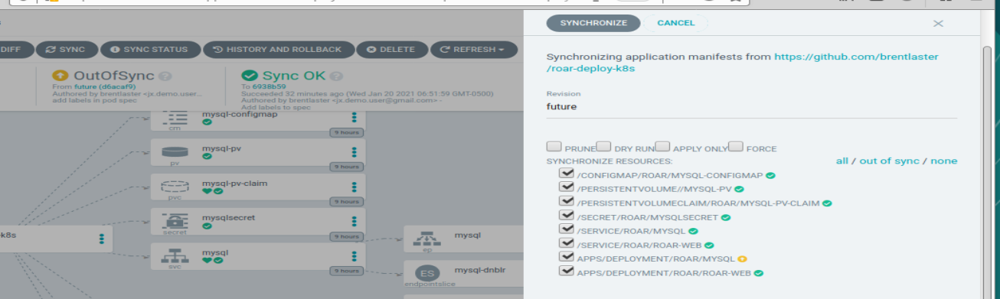 SYNCHRONIZE CANCEL
DIFF SYNC SYNC STATUS HISTORY AND ROLLBACK DELETE REFRESH
OutOfSync
From future (d6acaf9)
Authored by brentlaster <jx.demo.user...
add labels in pod spec
Sync OK
To 6938b59
Succeeded 32 minutes ago (Wed Jan 20 2021 06:51:59 GMT-0500)
Authored by brentlaster <jx.demo.user@gmail.com> -
Add labels to spec
mysql-configmap
cm
9 hours
mysql-pv
pv
9 hours
mysql-pv-claim
pvc
9 hours
mysqlsecret
secret
9 hours
mysql
svc
9 hours
-k8s
mysql
ep
ES
mysql-dnblr
endpointslice
Synchronizing application manifests from https://github.com/brentlaster
/roar-deploy-k8s
Revision
future
PRUNE DRY RUN APPLY ONLY FORCE
SYNCHRONIZE RESOURCES: all / out of sync / none
/CONFIGMAP/ROAR/MYSQL-CONFIGMAP
/PERSISTENTVOLUME//MYSQL-PV
/PERSISTENTVOLUMECLAIM/ROAR/MYSQL-PV-CLAIM
/SECRET/ROAR/MYSQLSECRET
/SERVICE/ROAR/MYSQL
/SERVICE/ROAR/ROAR-WEB
APPS/DEPLOYMENT/ROAR/MYSQL
APPS/DEPLOYMENT/ROAR/ROAR-WEB